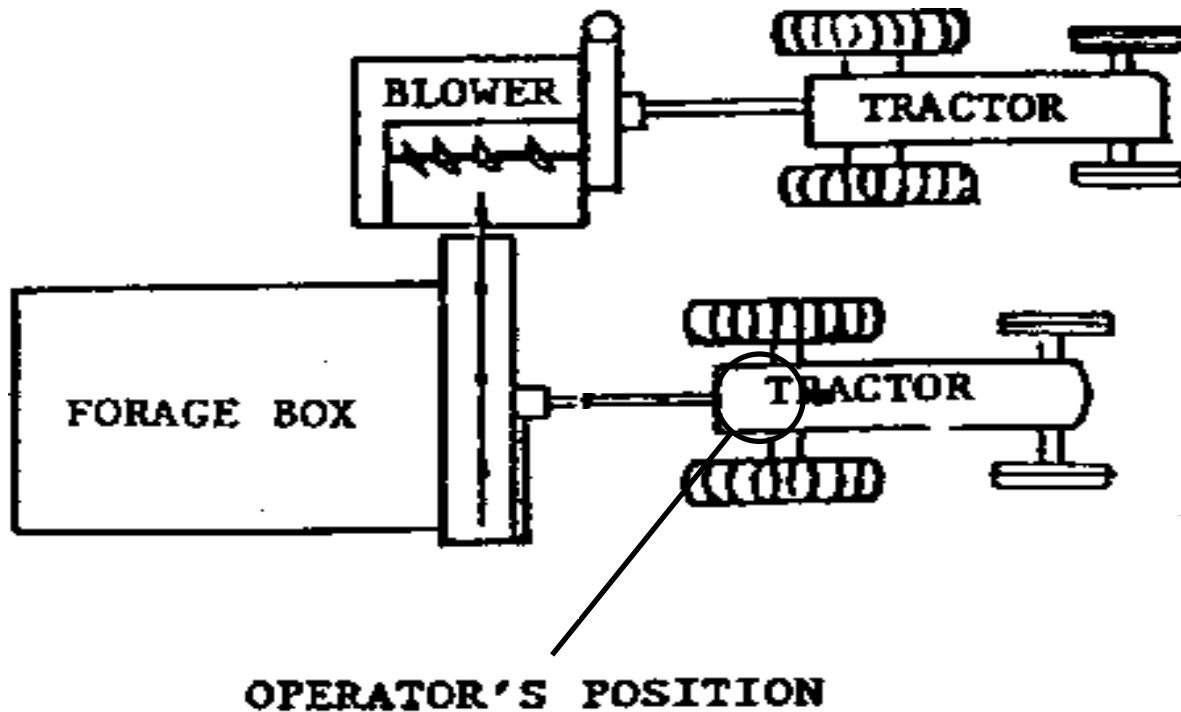 BLOWER
TRACTOR
FORAGE BOX
TRACTOR
OPERATOR'S POSITION